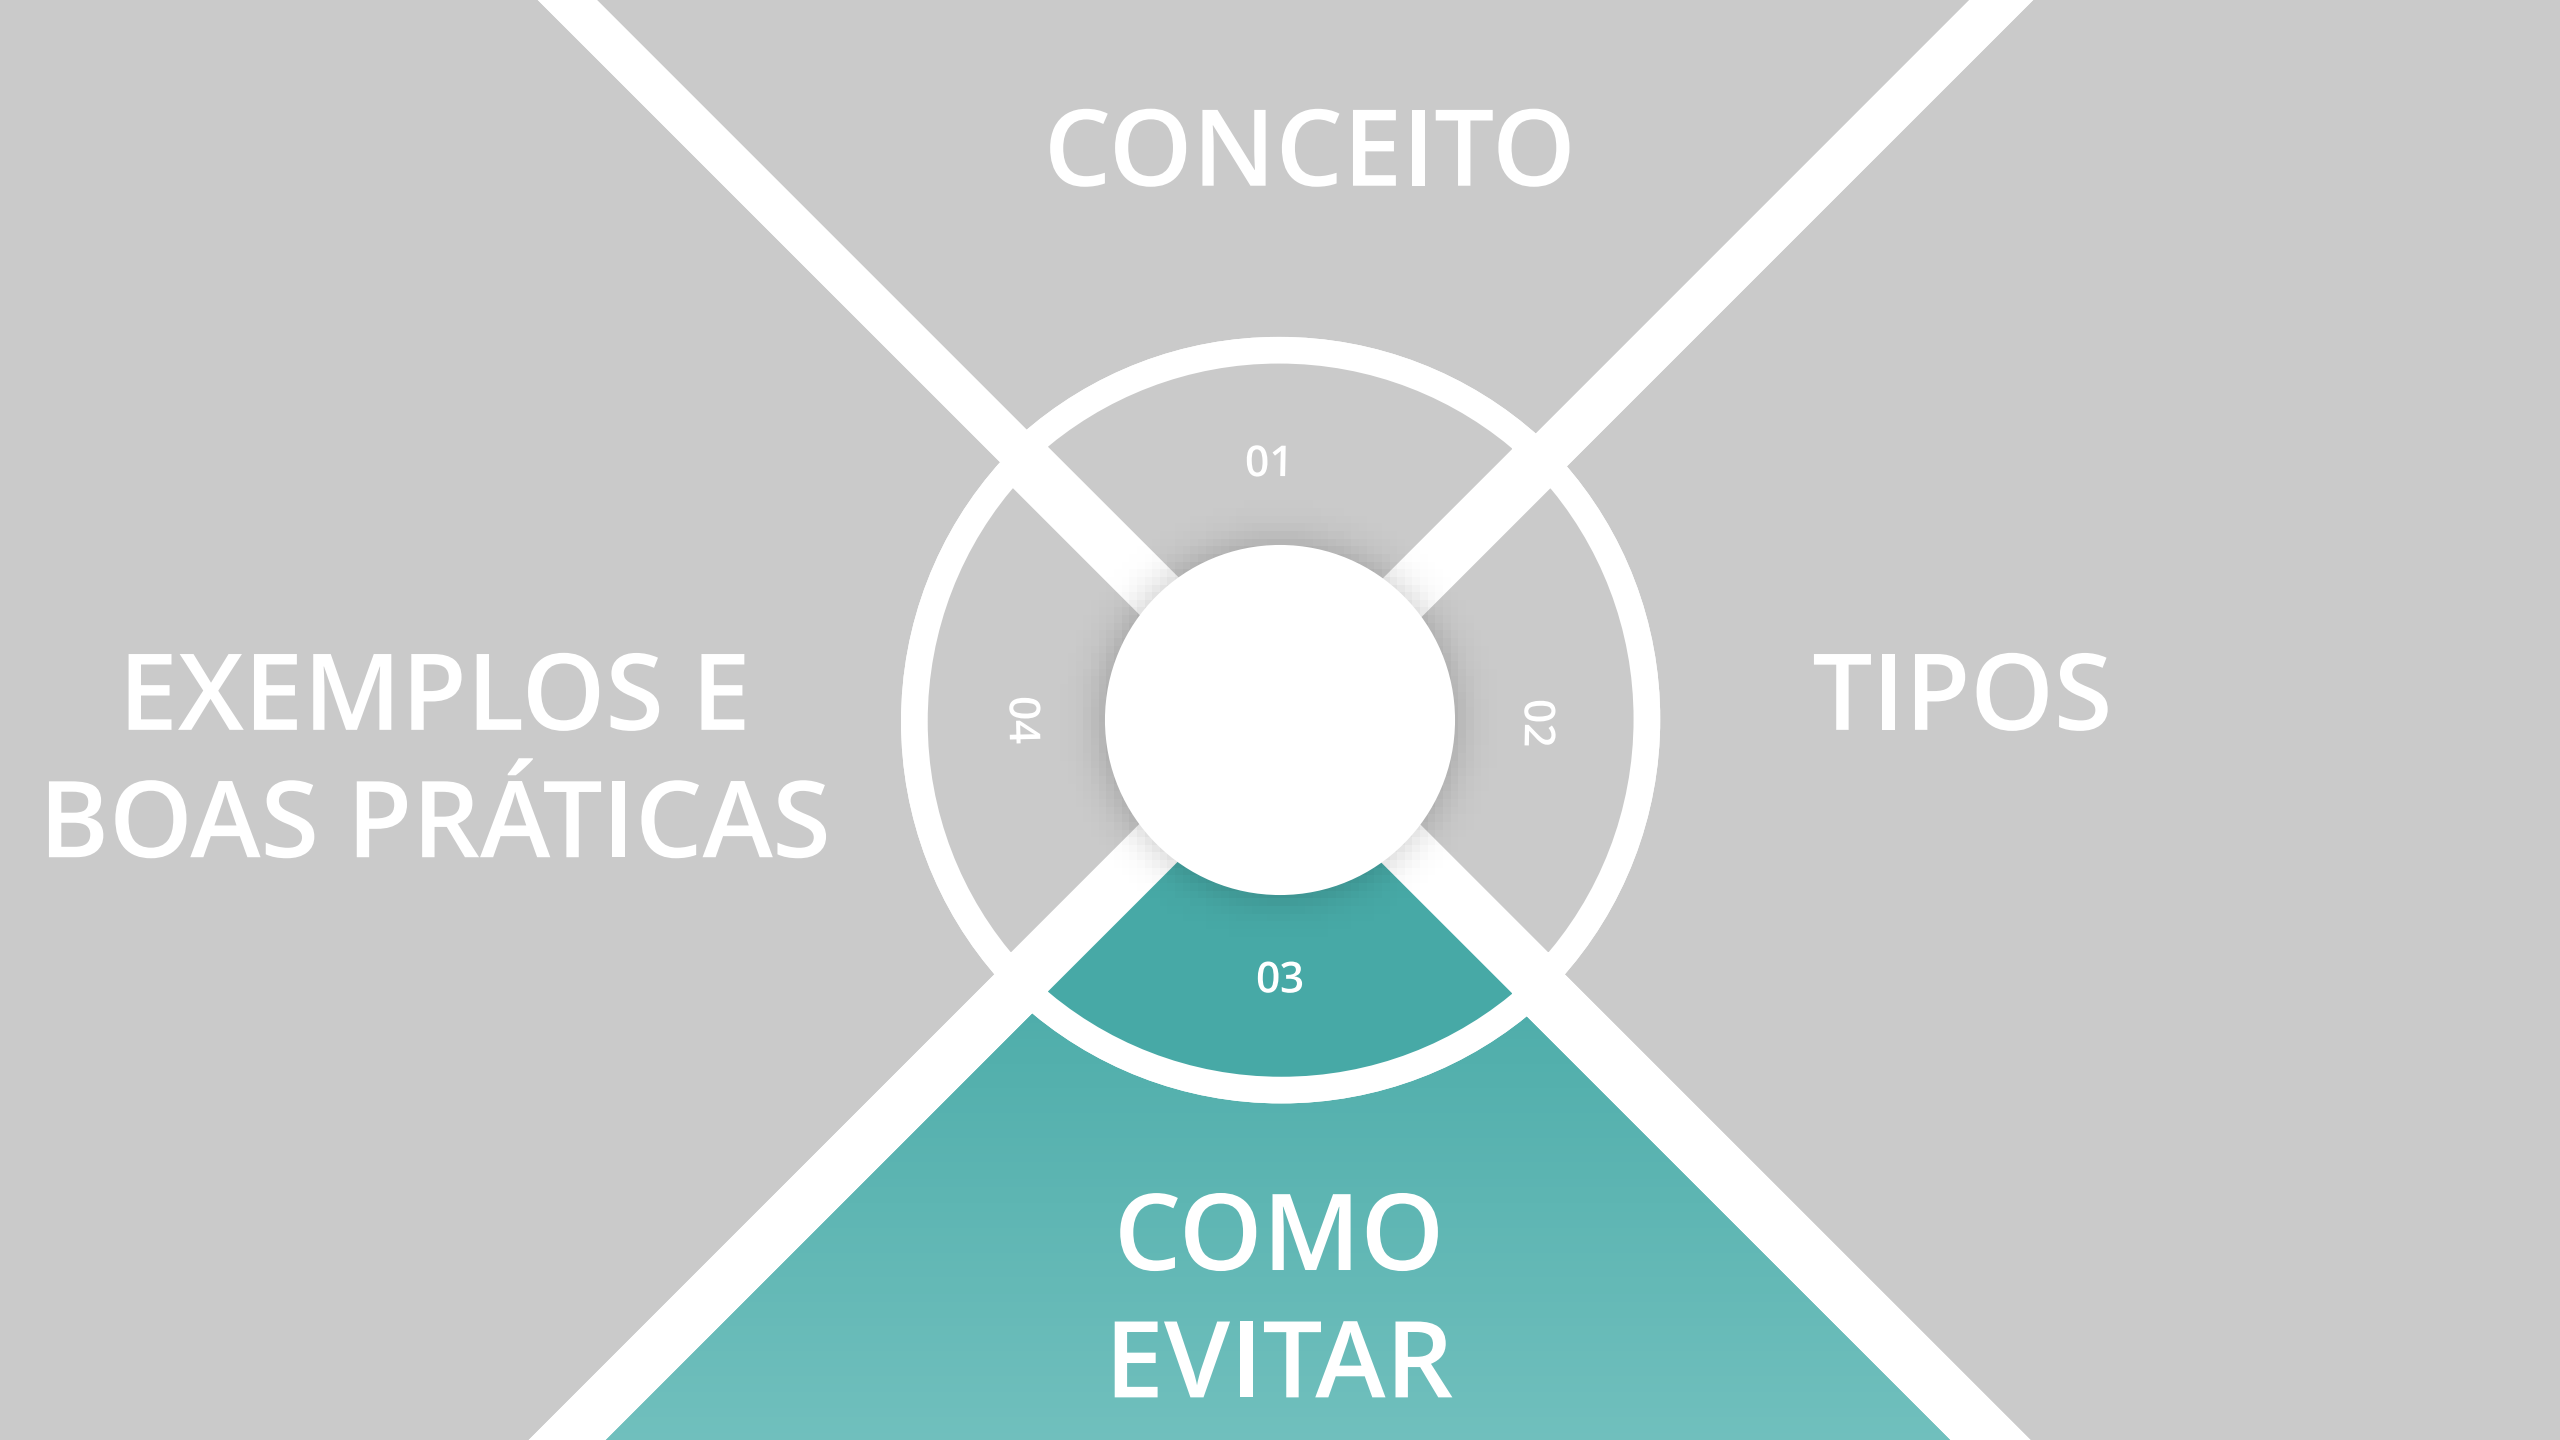 CONCEITO
01
TIPOS
02
03
COMO
EVITAR
04
EXEMPLOS E
BOAS PRÁTICAS